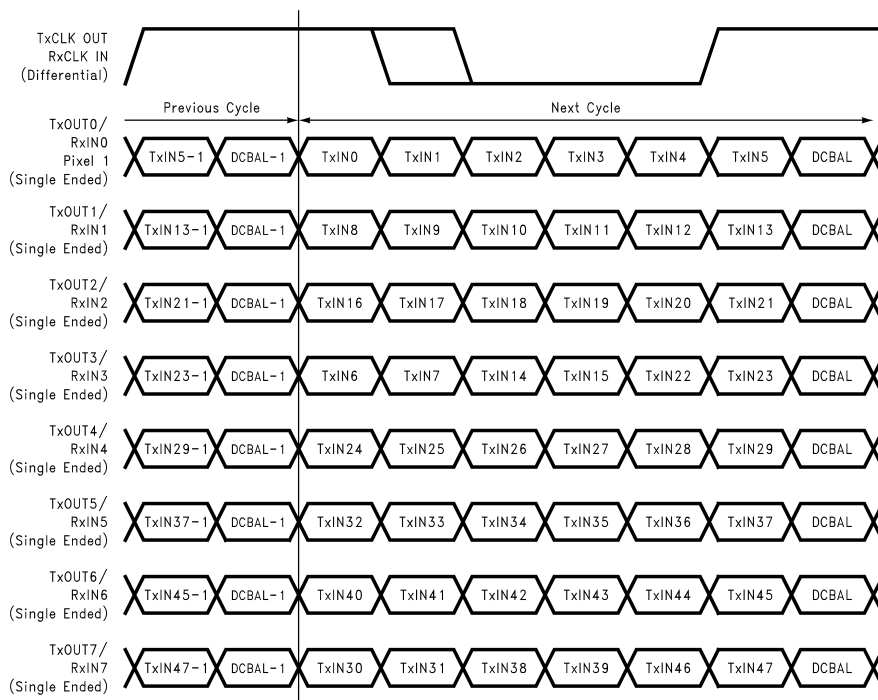 TxCLK OUT
RxCLK IN
(Differential)
Previous Cycle
Next Cycle
TxOUT0/
RxIN0
Pixel 1
(Single Ended)
TxIN5-1 DCBAL-1 TxIN0 TxIN1 TxIN2 TxIN3 TxIN4 TxIN5 DCBAL
TxOUT1/
RxIN1
(Single Ended)
TxIN13-1 DCBAL-1 TxIN8 TxIN9 TxIN10 TxIN11 TxIN12 TxIN13 DCBAL
TxOUT2/
RxIN2
(Single Ended)
TxIN21-1 DCBAL-1 TxIN16 TxIN17 TxIN18 TxIN19 TxIN20 TxIN21 DCBAL
TxOUT3/
RxIN3
(Single Ended)
TxIN23-1 DCBAL-1 TxIN6 TxIN7 TxIN14 TxIN15 TxIN22 TxIN23 DCBAL
TxOUT4/
RxIN4
(Single Ended)
TxIN29-1 DCBAL-1 TxIN24 TxIN25 TxIN26 TxIN27 TxIN28 TxIN29 DCBAL
TxOUT5/
RxIN5
(Single Ended)
TxIN37-1 DCBAL-1 TxIN32 TxIN33 TxIN34 TxIN35 TxIN36 TxIN37 DCBAL
TxOUT6/
RxIN6
(Single Ended)
TxIN45-1 DCBAL-1 TxIN40 TxIN41 TxIN42 TxIN43 TxIN44 TxIN45 DCBAL
TxOUT7/
RxIN7
(Single Ended)
TxIN47-1 DCBAL-1 TxIN30 TxIN31 TxIN38 TxIN39 TxIN46 TxIN47 DCBAL